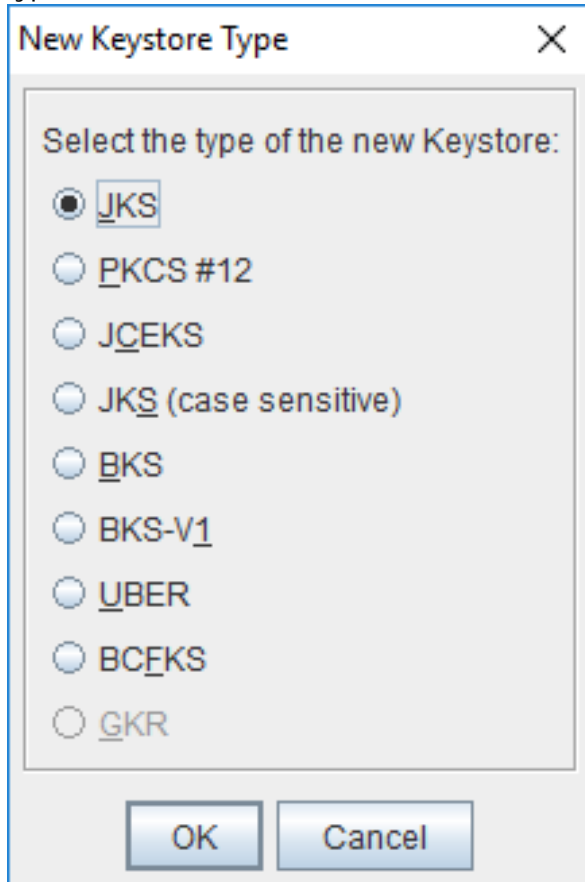 New Keystore Type
Select the type of the new Keystore:
JKS
PKCS #12
JCEKS
JKS (case sensitive)
BKS
BKS-V1
UBER
BCFKS
GKR
OK Cancel